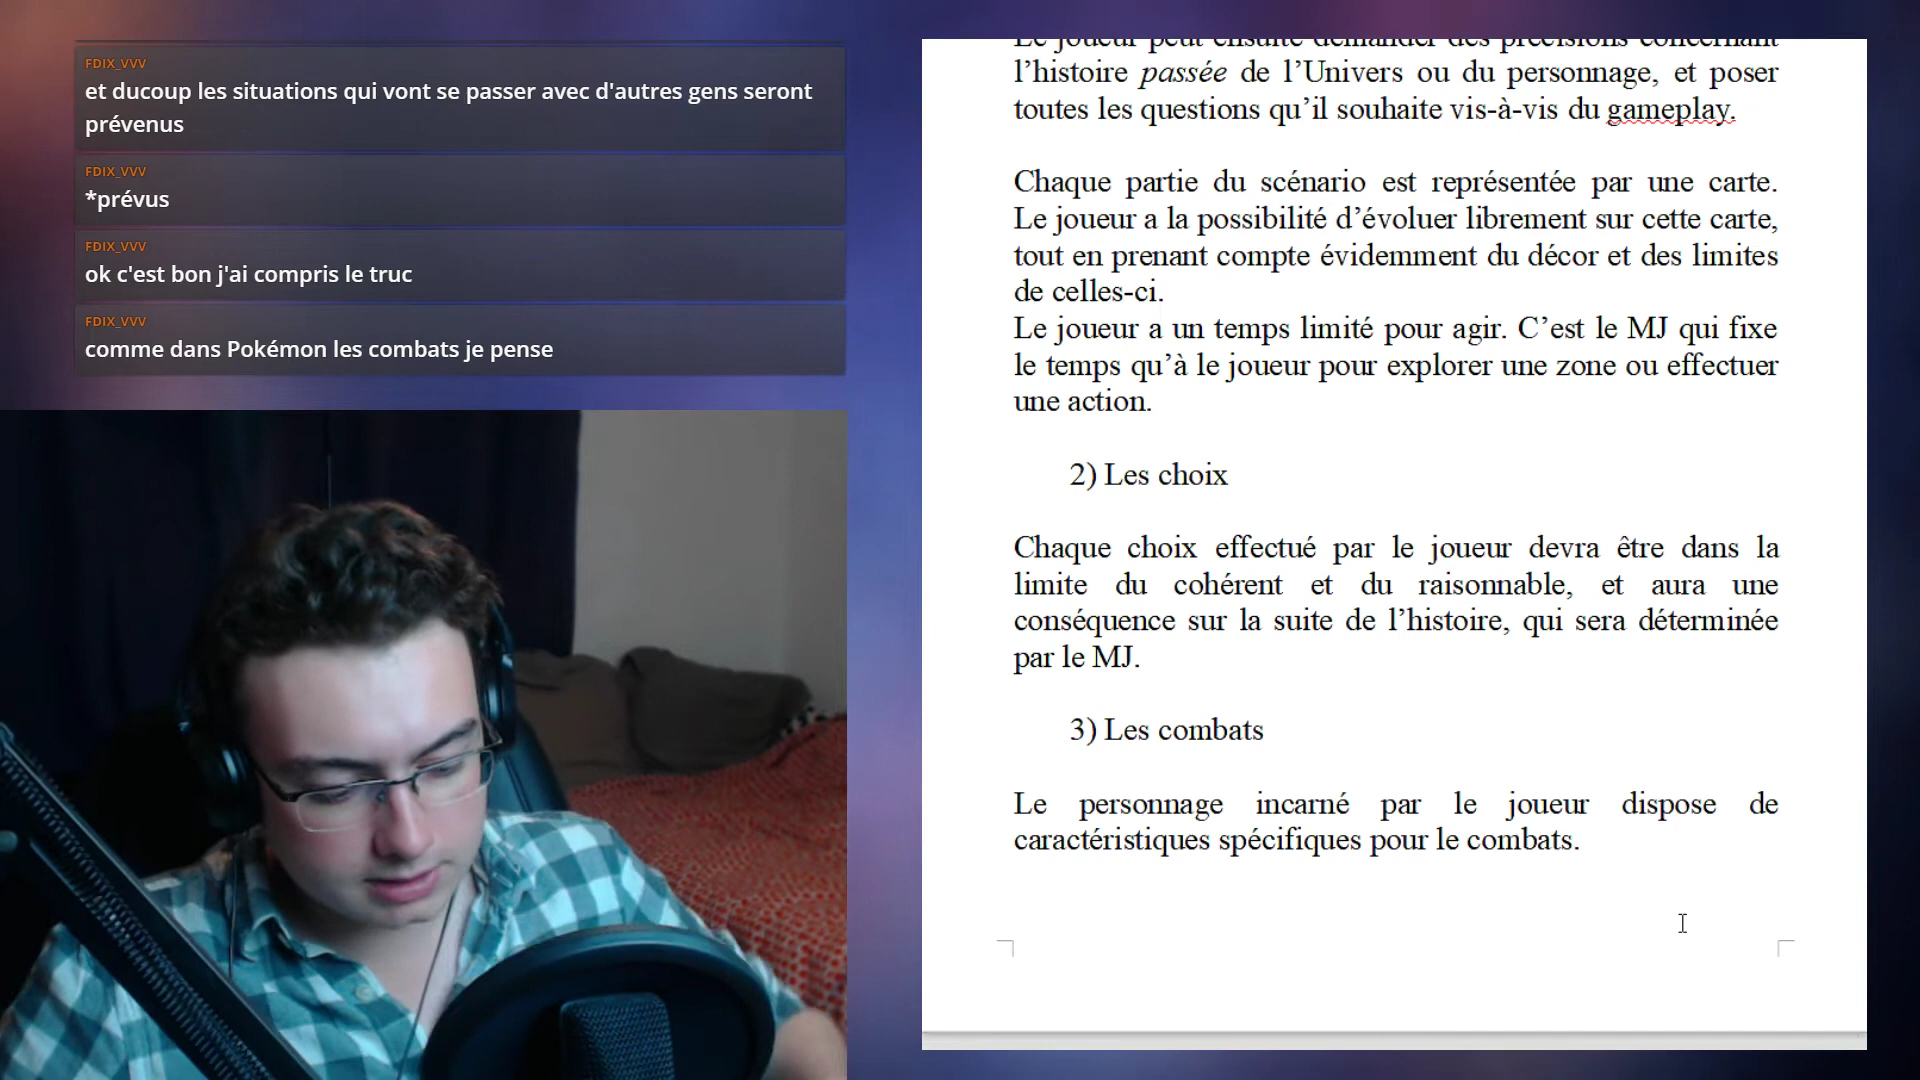 FDIX_VVV
et ducoup les situations qui vont se passer avec d'autres gens seront
prévenus
FDIX_VVV
*prévus
FDIX_VVV
ok c'est bon j'ai compris le truc
FDIX_VVV
comme dans Pokémon les combats je pense
Le joueur peut ensuite demander des précisions concernant
l’histoire passée de l’Univers ou du personnage, et poser
toutes les questions qu’il souhaite vis-à-vis du gameplay.
Chaque partie du scénario est représentée par une carte.
Le joueur a la possibilité d’évoluer librement sur cette carte,
tout en prenant compte évidemment du décor et des limites
de celles-ci.
Le joueur a un temps limité pour agir. C’est le MJ qui fixe
le temps qu’à le joueur pour explorer une zone ou effectuer
une action.
2) Les choix
Chaque choix effectué par le joueur devra être dans la
limite du cohérent et du raisonnable, et aura une
conséquence sur la suite de l’histoire, qui sera déterminée
par le MJ.
3) Les combats
Le personnage incarné par le joueur dispose de
caractéristiques spécifiques pour le combats.